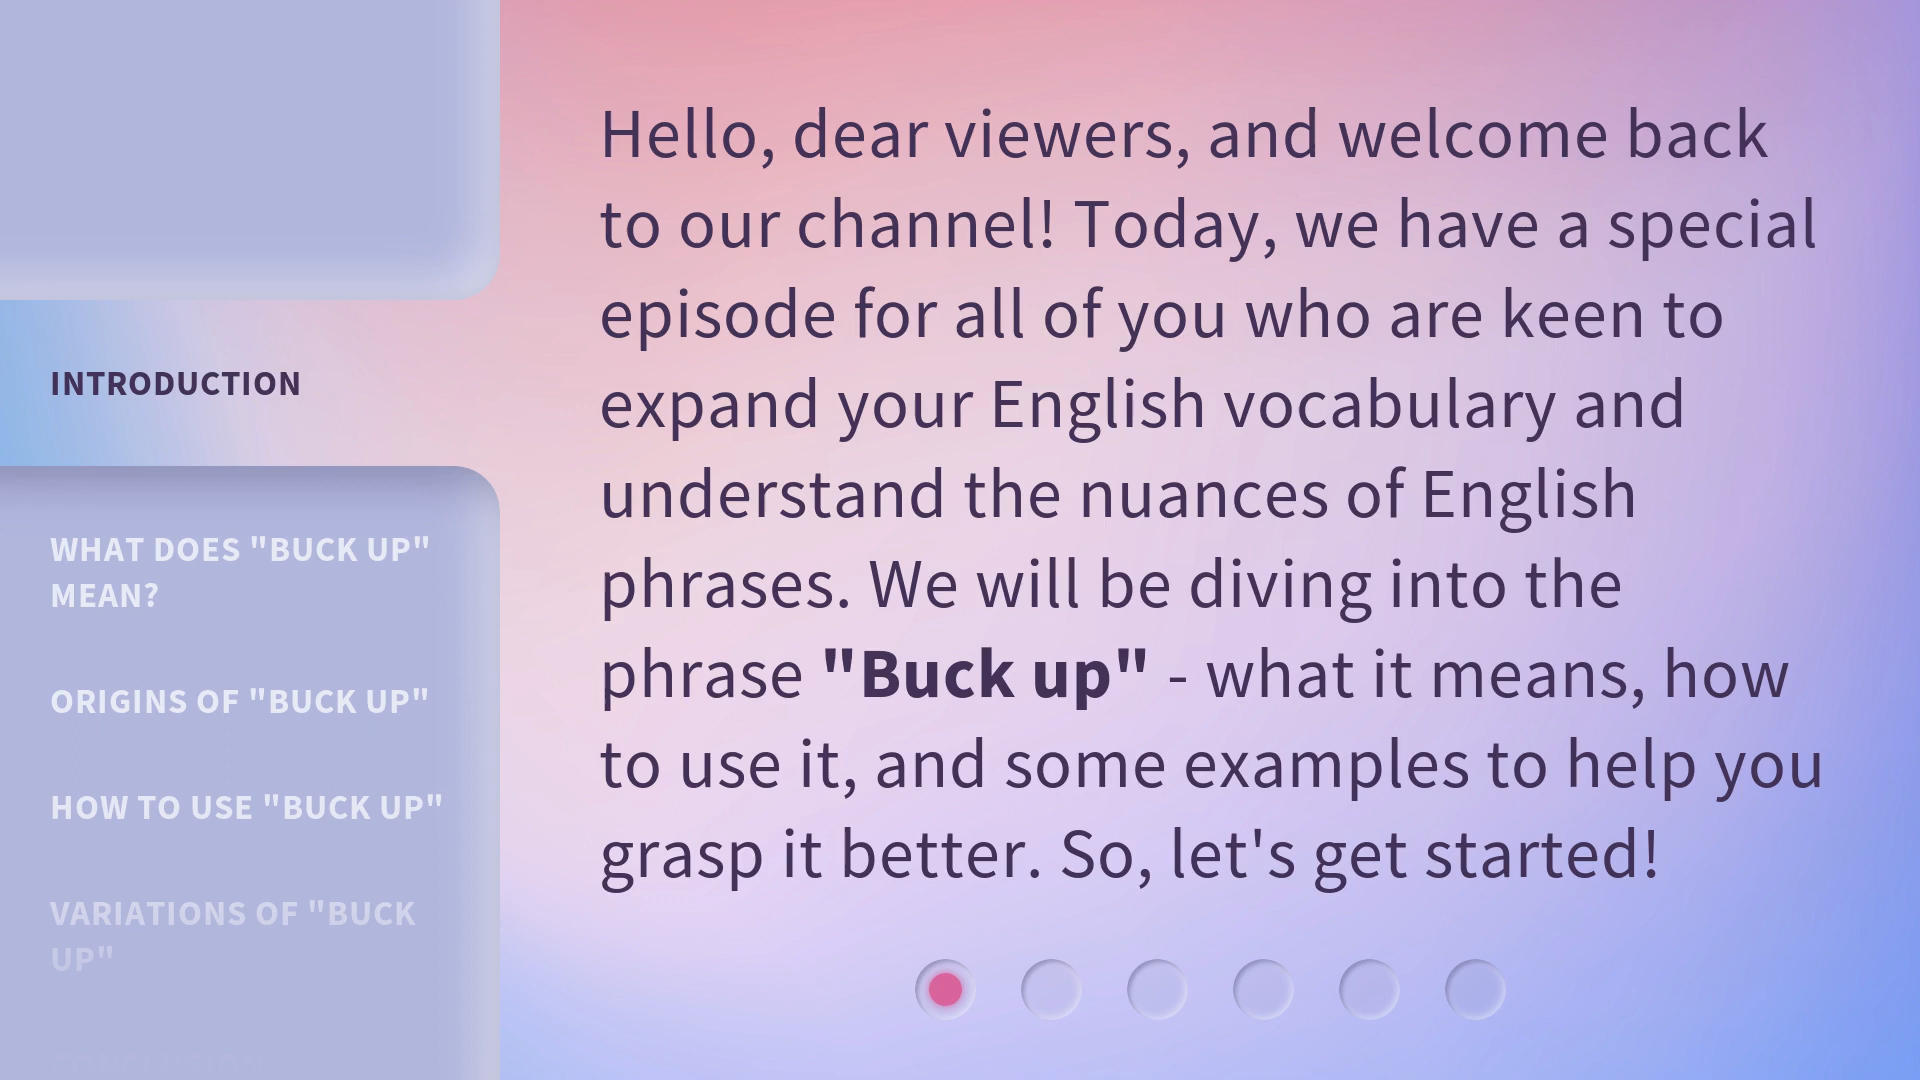 INTRODUCTION
WHAT DOES "BUCK UP"
MEAN?
ORIGINS OF "BUCK UP"
HOW TO USE "BUCK UP"
VARIATIONS OF "BUCK
UP"
CONCLUSION
Hello, dear viewers, and welcome back
to our channel! Today, we have a special
episode for all of you who are keen to
expand your English vocabulary and
understand the nuances of English
phrases. We will be diving into the
phrase "Buck up" - what it means, how
to use it, and some examples to help you
grasp it better. So, let's get started!